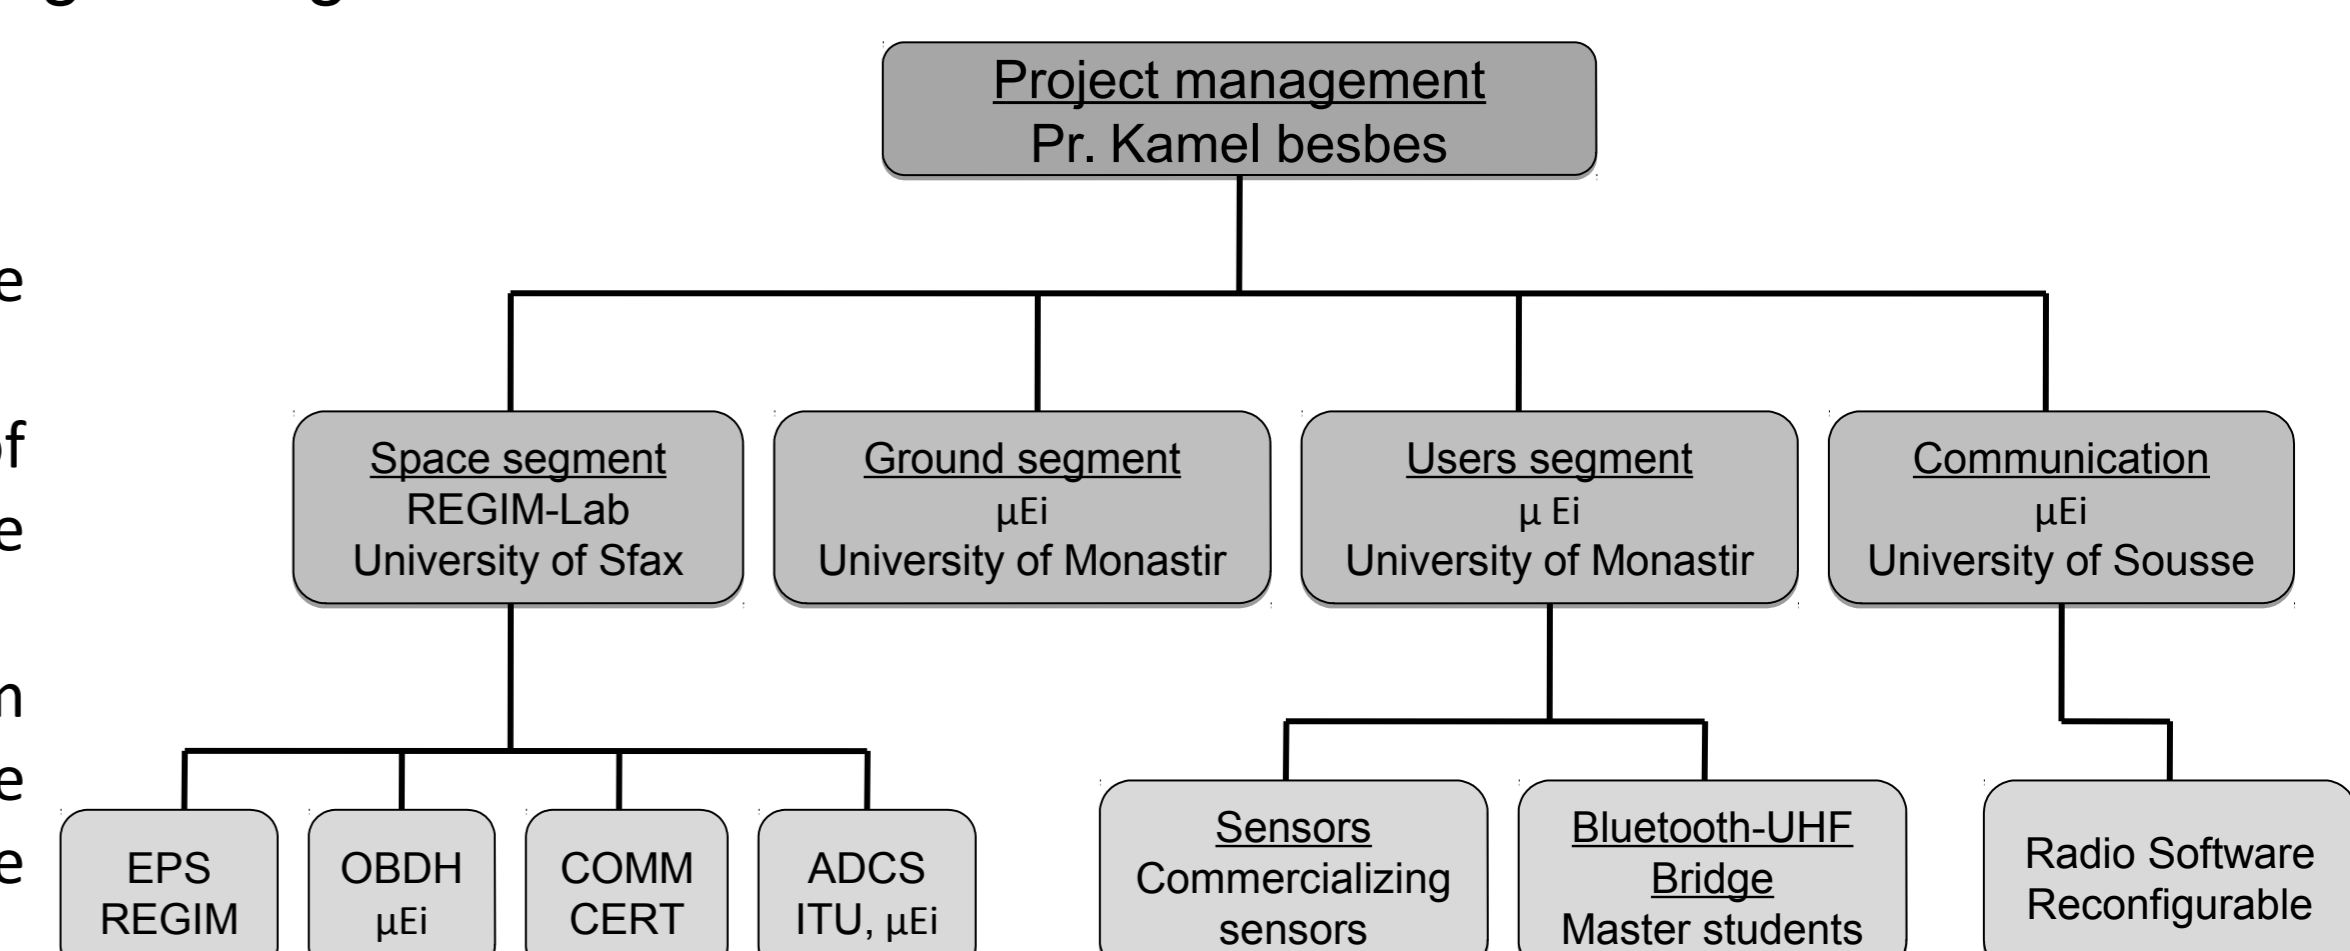 Project management
Pr. Kamel besbes
e
of
e
m
e
e
Space segment
REGIM-Lab
University of Sfax
Ground segment
µEi
University of Monastir
Users segment
µ Ei
University of Monastir
Communication
µEi
University of Sousse
EPS
REGIM
OBDH
µEi
COMM
CERT
ADCS
ITU, µEi
Sensors
Commercializing
sensors
Bluetooth-UHF
Bridge
Master students
Radio Software
Reconfigurable